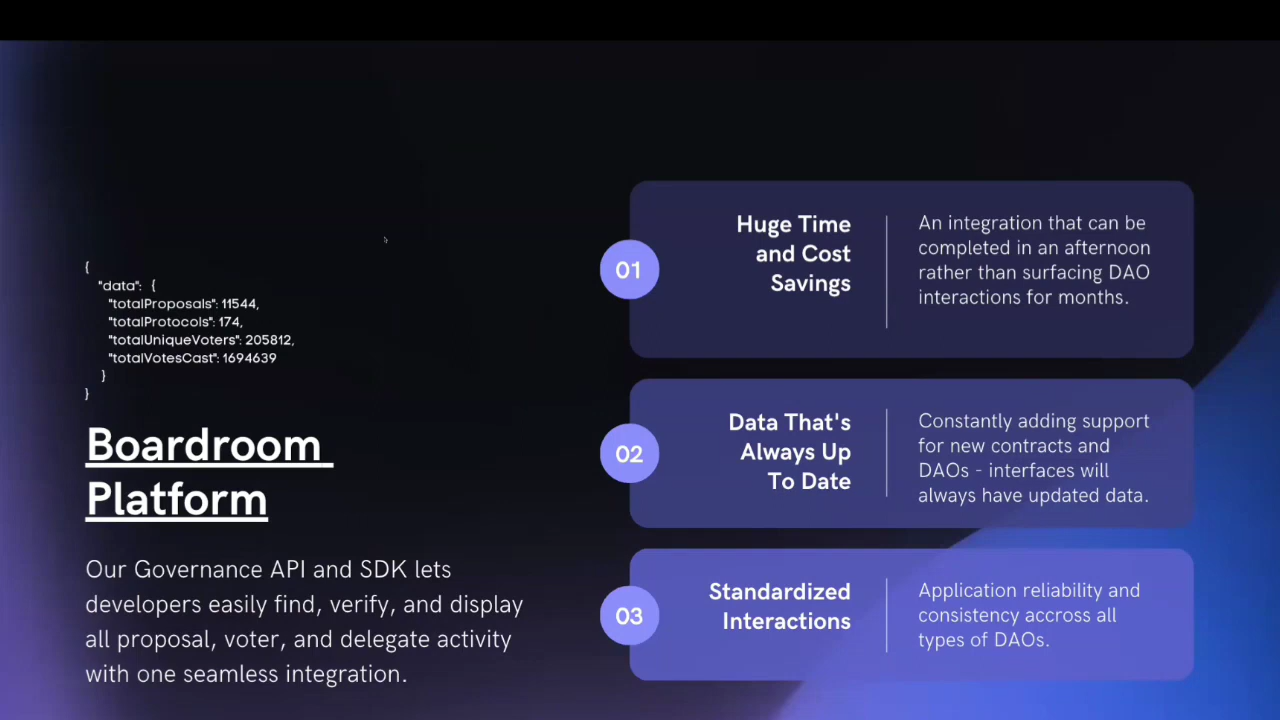 {
"data": {
"totalProposals": 11544,
"totalProtocols": 174,
"totalUniqueVoters": 205812,
"totalVotesCast": 1694639
}
}
Boardroom
Platform
Our Governance API and SDK lets
developers easily find, verify, and display
all proposal, voter, and delegate activity
with one seamless integration.
01
Huge Time
and Cost
Savings
An integration that can be
completed in an afternoon
rather than surfacing DAO
interactions for months.
02
Data That's
Always Up
To Date
Constantly adding support
for new contracts and
DAOs - interfaces will
always have updated data.
03
Standardized
Interactions
Application reliability and
consistency accross all
types of DAOs.